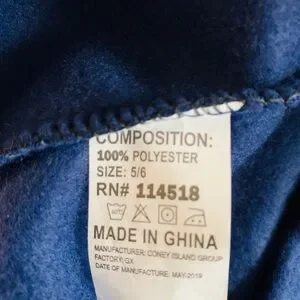 COMPOSITION:
100% POLYESTER
SIZE: 5/6
RN# 114518
MADE IN CHINA
MANUFACTURER: CONEY ISLAND GROUP
FACTORY: GX
DATE OF MANUFACTURE: MAY/2019